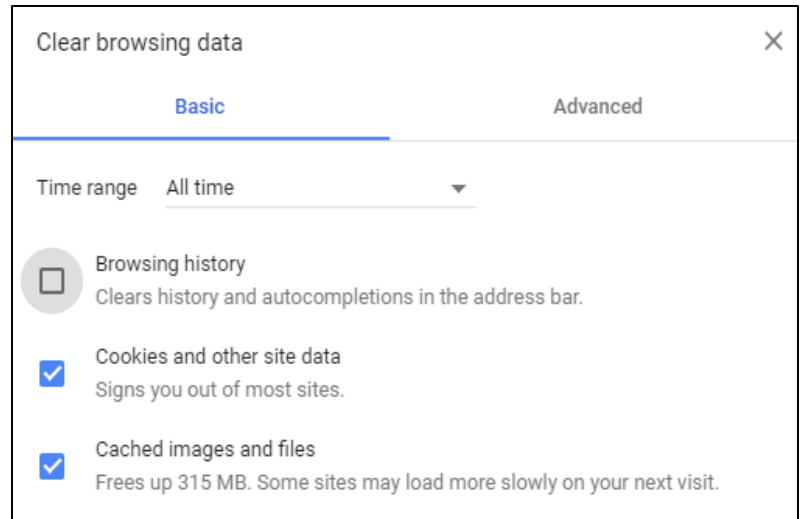 Clear browsing data
Basic Advanced
Time range All time
Browsing history
Clears history and autocompletions in the address bar.
Cookies and other site data
Signs you out of most sites.
Cached images and files
Frees up 315 MB. Some sites may load more slowly on your next visit.